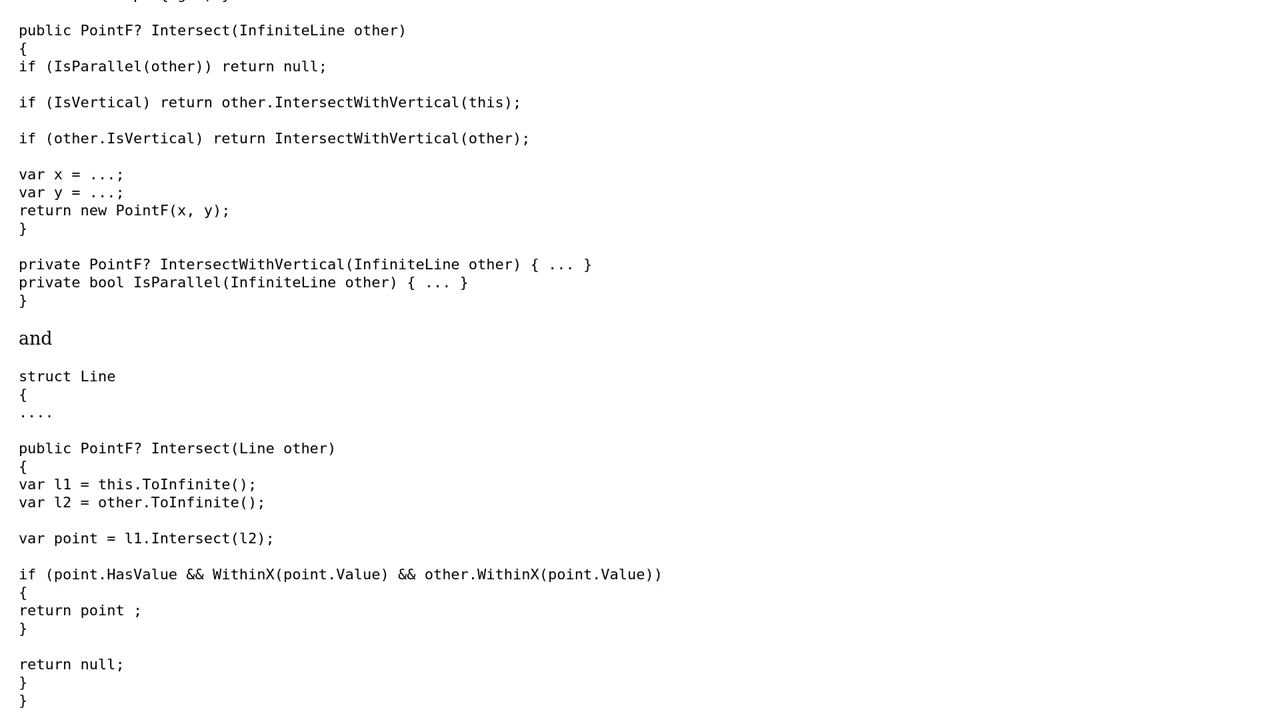 public PointF? Intersect(InfiniteLine other)
{
if (IsParallel(other)) return null;
if (IsVertical) return other.IntersectWithVertical(this);
if (other.IsVertical) return IntersectWithVertical(other);
var x = ...;
var y = ...;
return new PointF(x, y);
}
private PointF? IntersectWithVertical(InfiniteLine other) { ... }
private bool IsParallel(InfiniteLine other) { ... }
}
and
struct Line
{
....
public PointF? Intersect(Line other)
{
var l1 = this.ToInfinite();
var l2 = other.ToInfinite();
var point = l1.Intersect(l2);
if (point.HasValue && WithinX(point.Value) && other.WithinX(point.Value))
{
return point ;
}
return null;
}
}